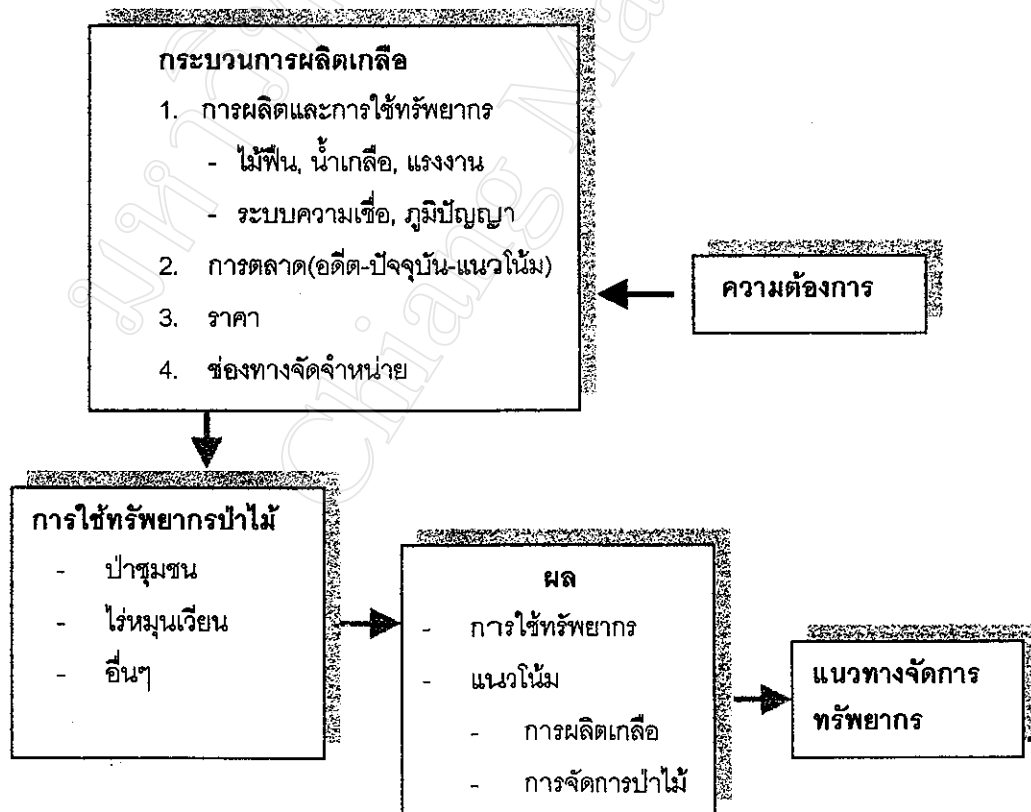 กระบวนการผลิตเกลือ
1. การผลิตและการใช้ทรัพยากร
- ไม้ฟืน, น้ำเกลือ, แรงงาน
- ระบบความเชื่อ, ภูมิปัญญา
2. การตลาด(อดีต-ปัจจุบัน-แนวโน้ม)
3. ราคา
4. ช่องทางจัดจำหน่าย
ความต้องการ
การใช้ทรัพยากรป่าไม้
- ป่าชุมชน
- ไร่หมุนเวียน
- อื่นๆ
ผล
- การใช้ทรัพยากร
- แนวโน้ม
- การผลิตเกลือ
- การจัดการป่าไม้
แนวทางจัดการ
ทรัพยากร
Chiang Ma